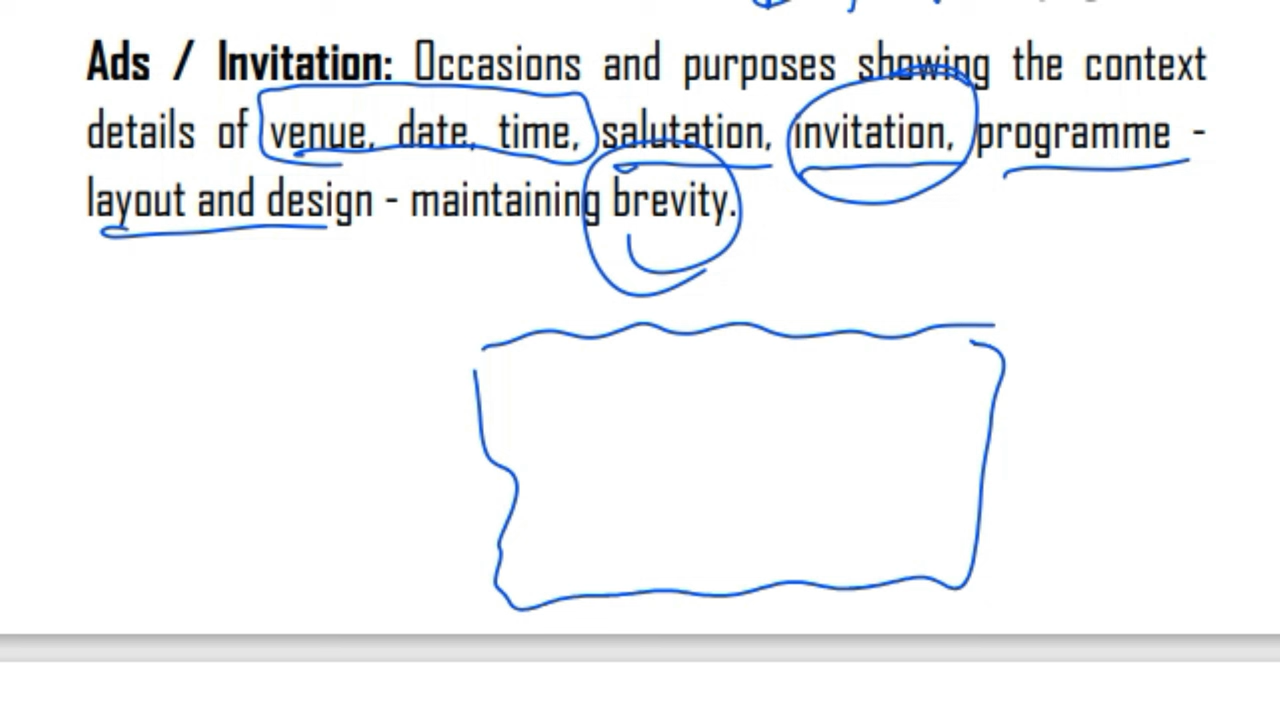 Ads / Invitation: Occasions and purposes showing the context
details of venue, date, time, salutation, invitation, programme -
layout and design - maintaining brevity.